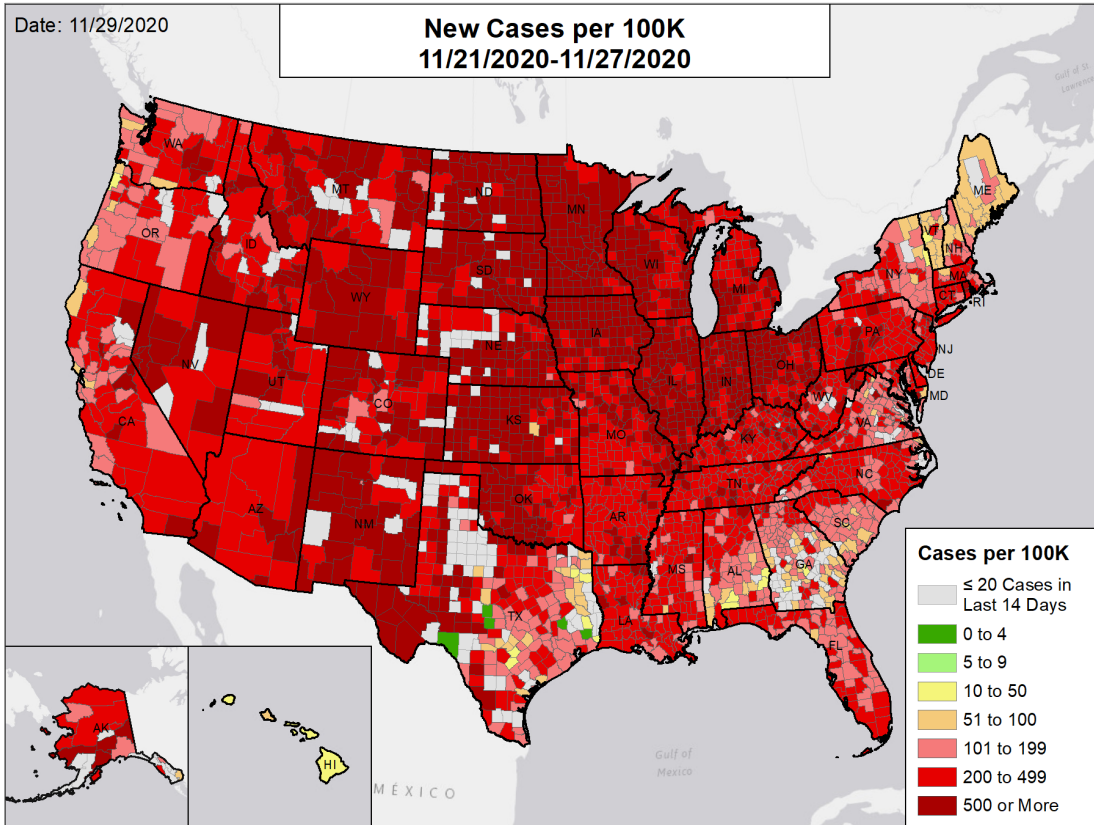 Date: 11/29/2020
New Cases per 100K
11/21/2020-11/27/2020
Gulf of St.
Lawrence
WA
MT
ND
MN
ME
OR
ID
SD
WI
MI
VT
NH
NY
MA
CT
RI
WY
IA
NE
PA
NJ
NV
UT
CO
IL
IN
OH
DE
MD
WV
VA
CA
KS
MO
KY
AZ
NM
OK
AR
TN
NC
SC
MS
AL
GA
TX
LA
FL
AK
HI
Gulf of
Mexico
MÉXICO
Cases per 100K
≤ 20 Cases in
Last 14 Days
0 to 4
5 to 9
10 to 50
51 to 100
101 to 199
200 to 499
500 or More